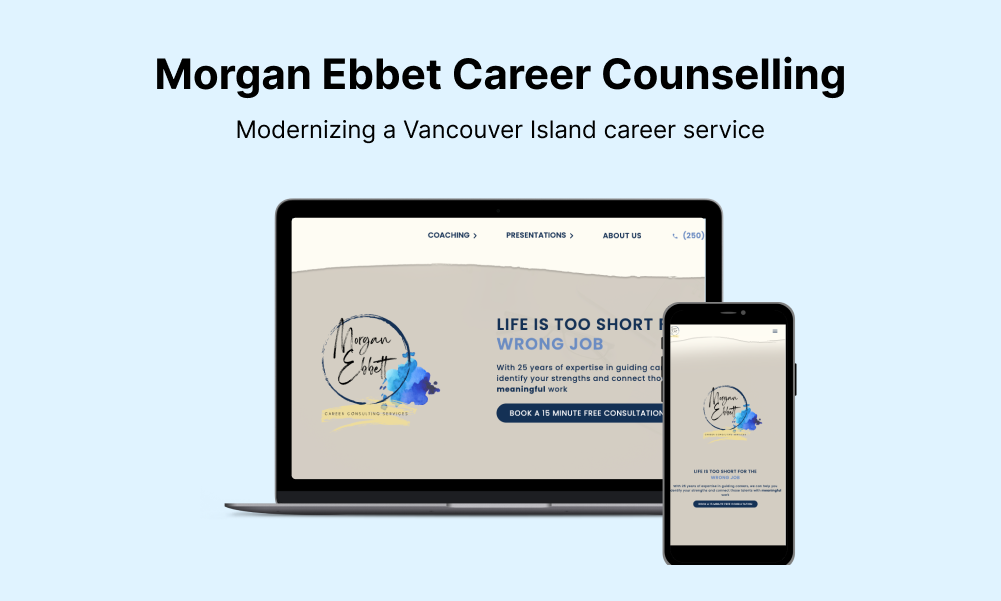 Morgan Ebbet Career Counselling
Modernizing a Vancouver Island career service
COACHING
PRESENTATIONS
ABOUT US
(250)
Morgan
Ebbett
CAREER CONSULTING SERVICES
LIFE IS TOO SHORT F
WRONG JOB
With 25 years of expertise in guiding ca
identify your strengths and connect tho
meaningful work
BOOK A 15 MINUTE FREE CONSULTATION
Morgan
Ebbett
CAREER CONSULTING SERVICES
LIFE IS TOO SHORT FOR THE
WRONG JOB
With 25 years of expertise in guiding careers, we can help you
identify your strengths and connect those talents with meaningful
work
BOOK A 15 MINUTE FREE CONSULTATION